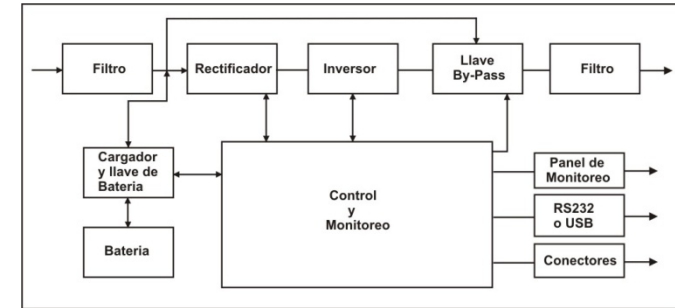 Filtro
Rectificador
Inversor
Llave
By-Pass
Filtro
Cargador
y llave de
Bateria
Bateria
Control
y
Monitoreo
Panel de
Monitoreo
RS232
o USB
Conectores